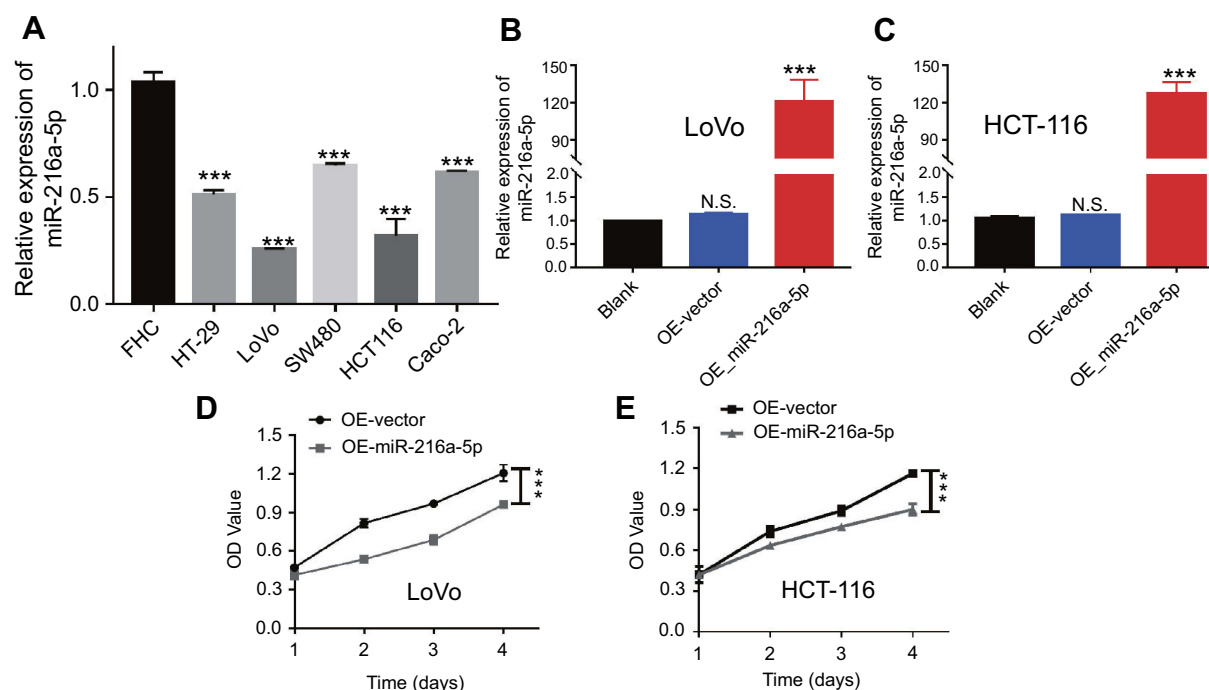 A
Relative expression of
miR-216a-5p
1.0
0.5
0.0
***
***
***
***
***
FHC
HT-29
LoVo
SW480
HCT116
Caco-2
B
Relative expression of
miR-216a-5p
150
120
90
2.0
1.5
1.0
0.5
0.0
LoVo
N.S.
***
Blank
OE-vector
OE_miR-216a-5p
C
Relative expression of
miR-216a-5p
150
120
90
2.0
1.5
1.0
0.5
0.0
HCT-116
N.S.
***
Blank
OE-vector
OE_miR-216a-5p
D
OE-vector
OE-miR-216a-5p
OD Value
1.5
1.2
0.9
0.6
0.3
0.0
***
LoVo
1 2 3 4
Time (days)
E
OE-vector
OE-miR-216a-5p
OD Value
1.5
1.2
0.9
0.6
0.3
0.0
***
HCT-116
1 2 3 4
Time (days)